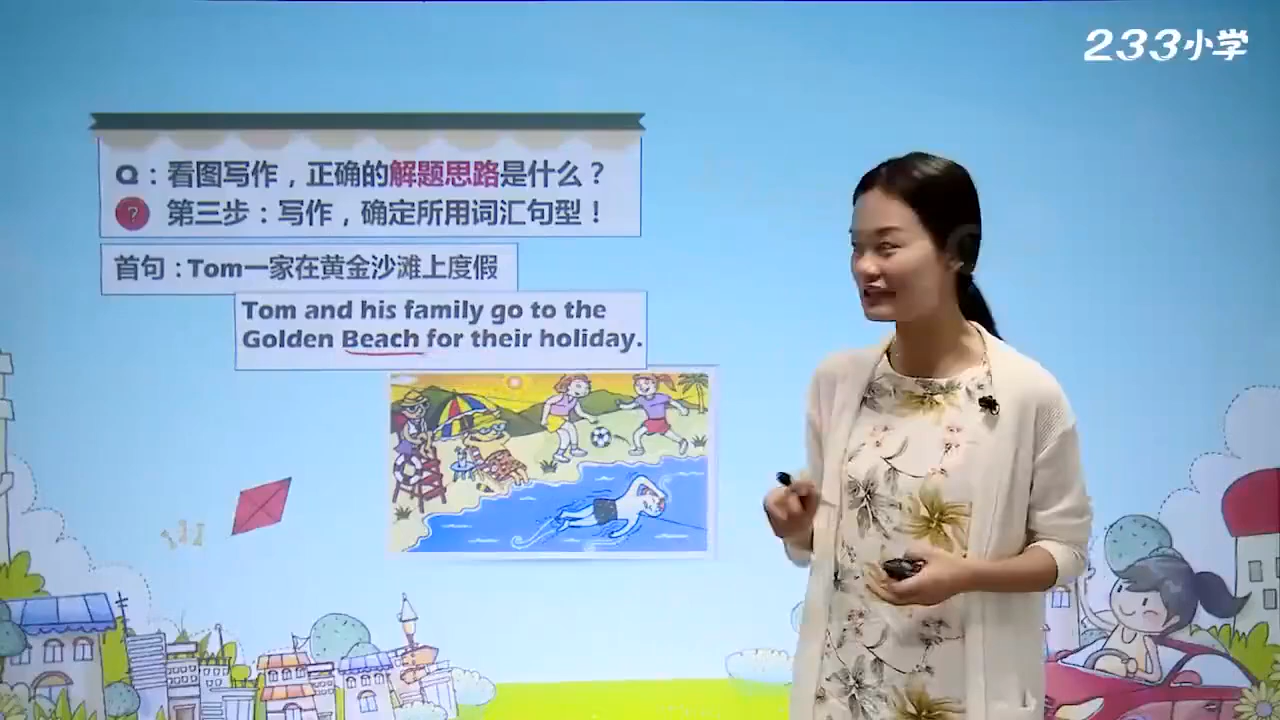 233小学
Q：看图写作，正确的解题思路是什么？
? 第三步：写作，确定所用词汇句型！
首句：Tom一家在黄金沙滩上度假
Tom and his family go to the
Golden Beach for their holiday.